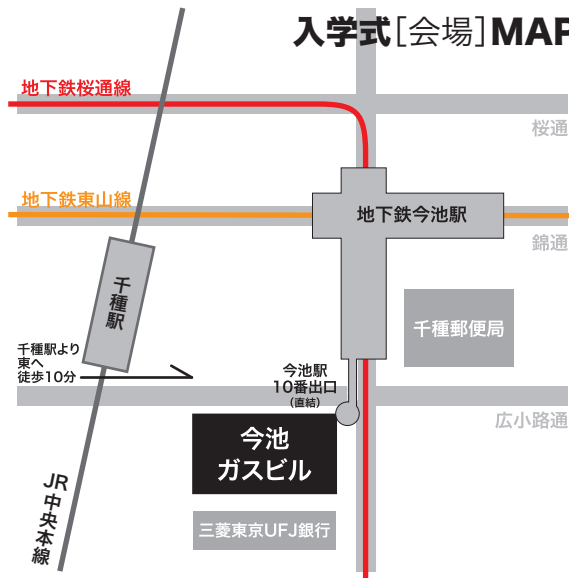 入学式[会場]MAP
地下鉄桜通線
桜通
地下鉄東山線
地下鉄今池駅
錦通
千種駅
千種郵便局
千種駅より
東へ
徒歩10分
今池駅
10番出口
(直結)
広小路通
今池
ガスビル
JR中央本線
三菱東京UFJ銀行